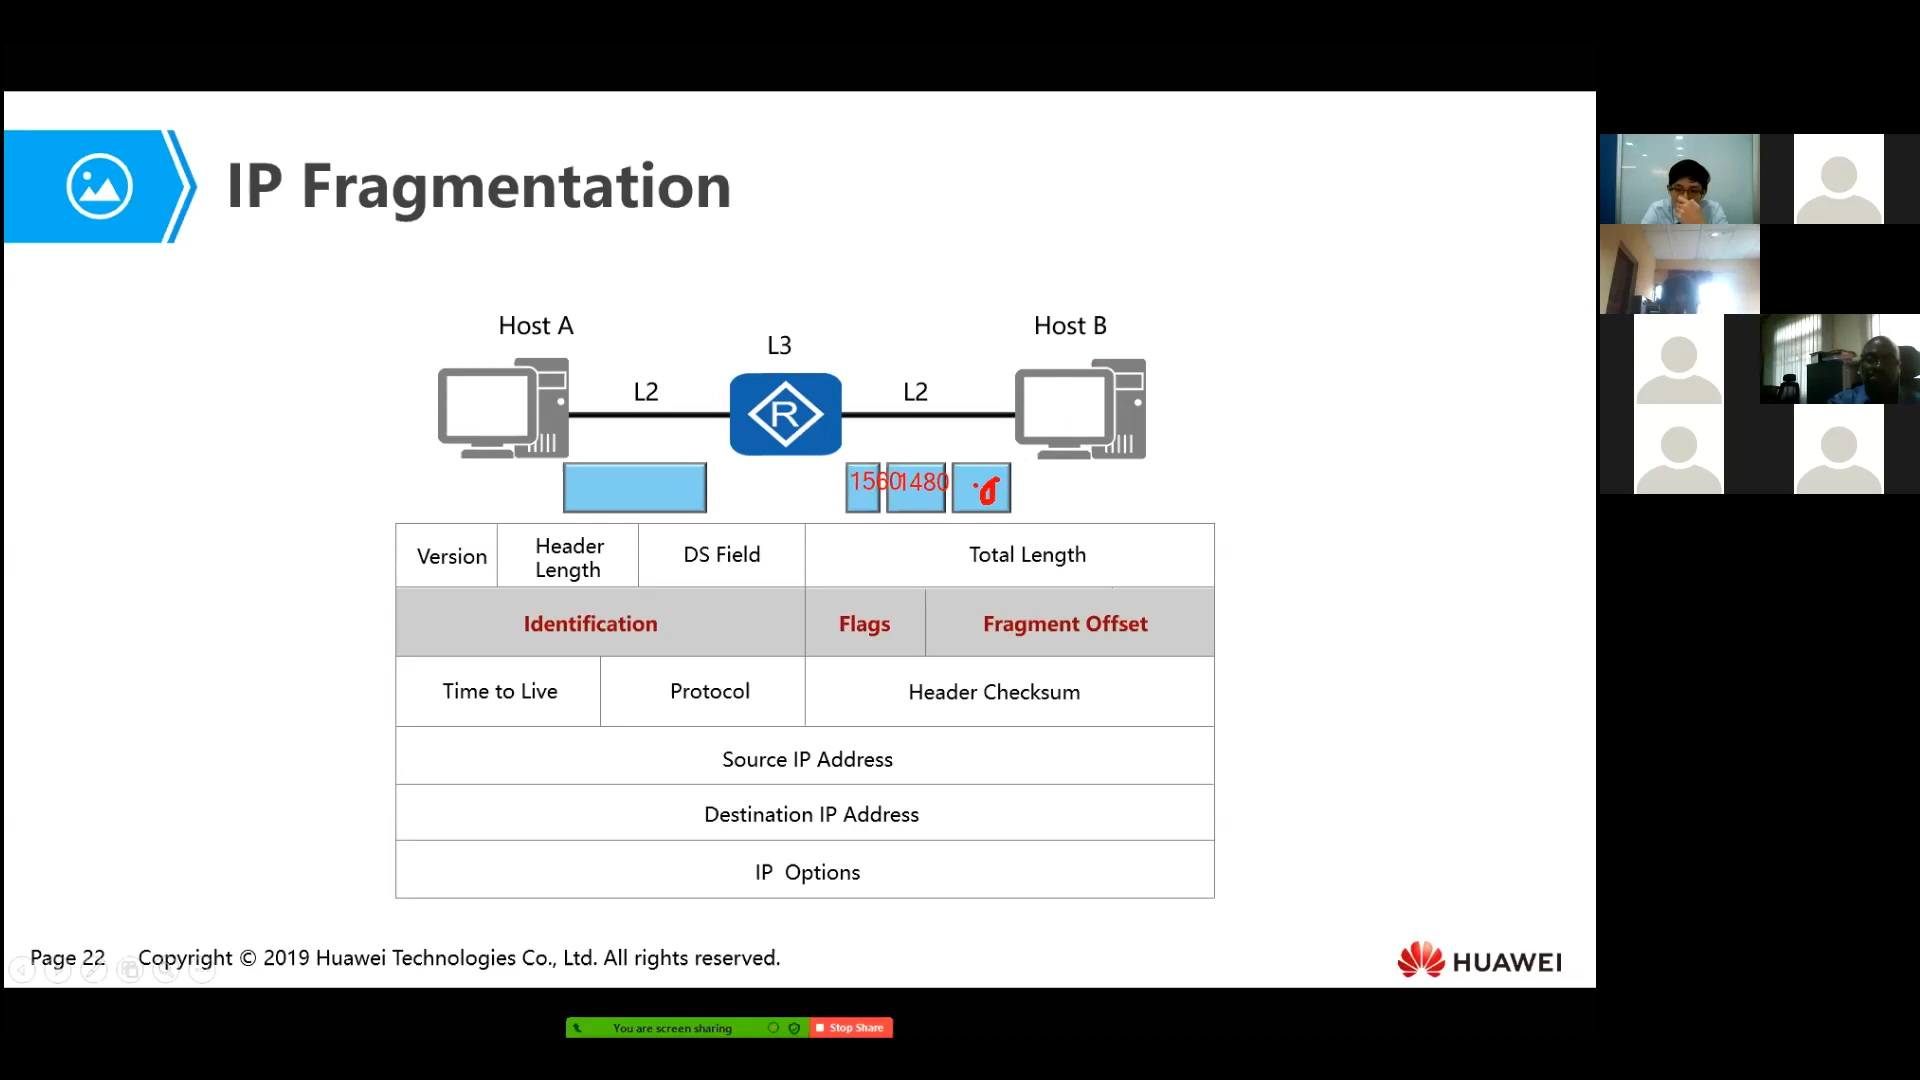 IP Fragmentation
Host A
Host B
L3
L2
L2
R
1560
1480
0
Version
Header Length
DS Field
Total Length
Identification
Flags
Fragment Offset
Time to Live
Protocol
Header Checksum
Source IP Address
Destination IP Address
IP Options
Page 22
Copyright © 2019 Huawei Technologies Co., Ltd. All rights reserved.
HUAWEI
You are screen sharing
Stop Share